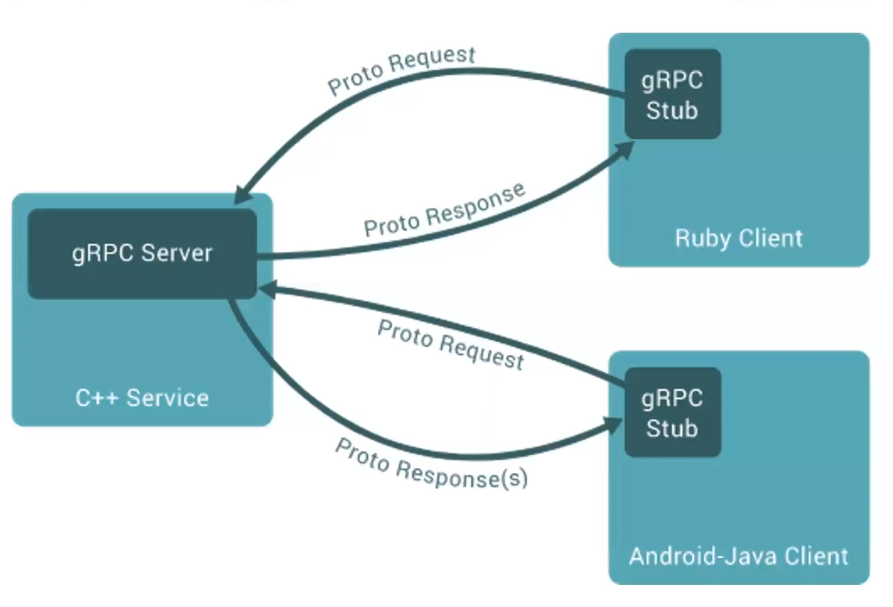 Proto Request
gRPC
Stub
Proto Response
Ruby Client
gRPC Server
C++ Service
Proto Request
gRPC
Stub
Proto Response(s)
Android-Java Client